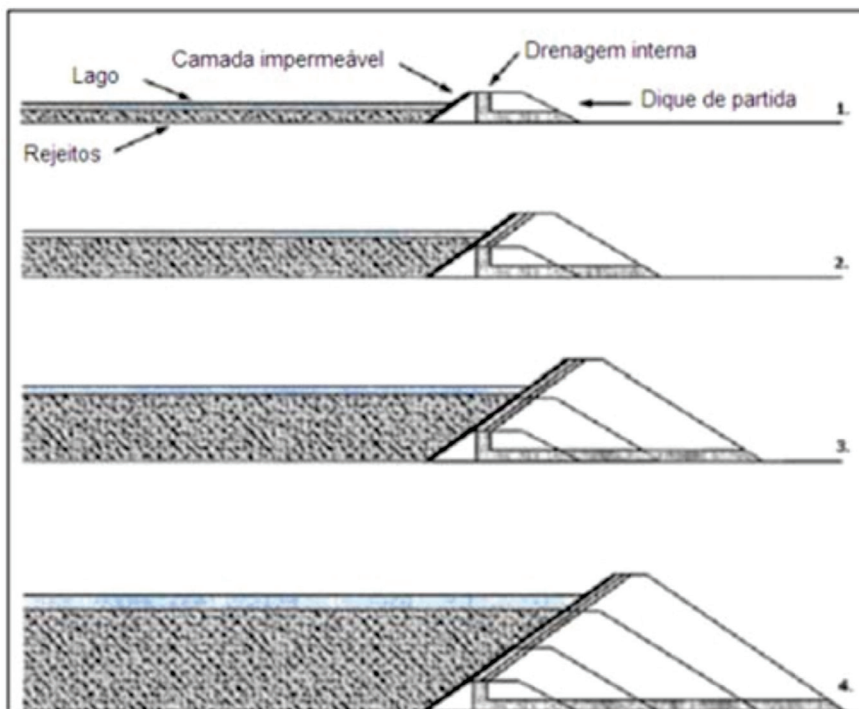 Drenagem interna
Camada impermeável
Lago
Dique de partida
1.
Rejeitos
2.
3.
4.